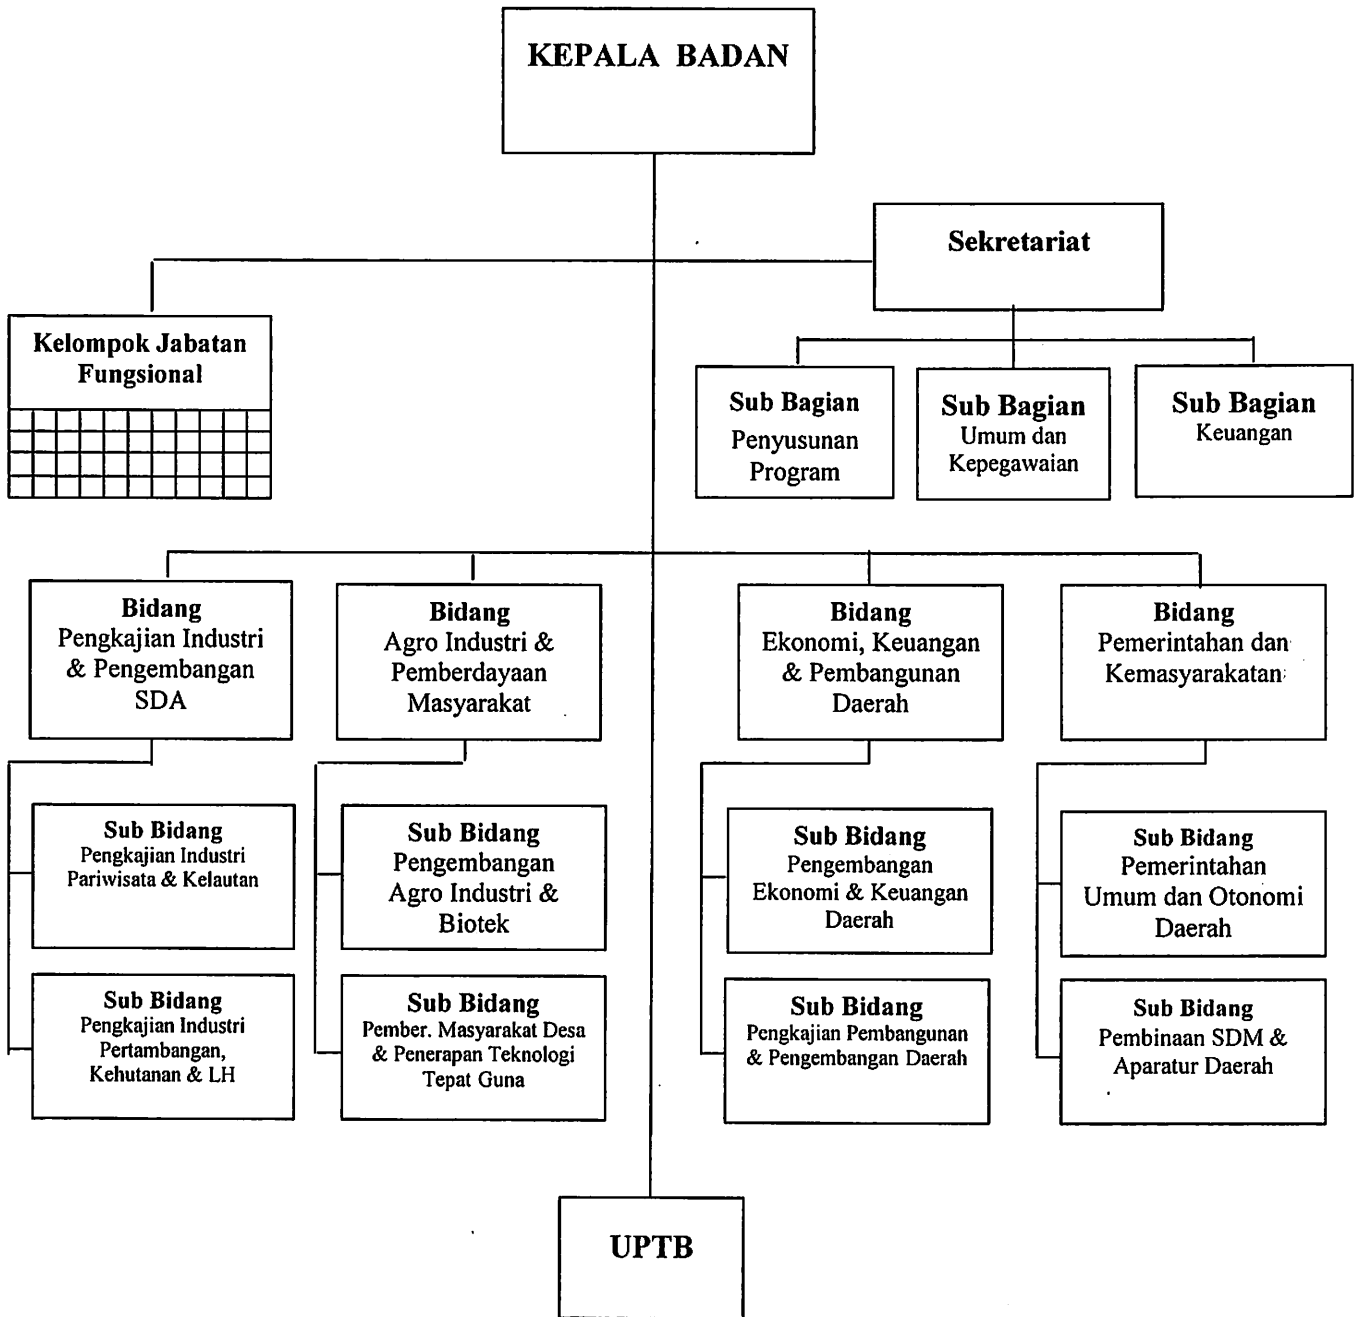 KEPALA BADAN
Sekretariat
Kelompok Jabatan
Fungsional
Sub Bagian
Penyusunan
Program
Sub Bagian
Umum dan
Kepegawaian
Sub Bagian
Keuangan
Bidang
Pengkajian Industri
& Pengembangan
SDA
Bidang
Agro Industri &
Pemberdayaan
Masyarakat
Bidang
Ekonomi, Keuangan
& Pembangunan
Daerah
Bidang
Pemerintahan dan
Kemasyarakatan
Sub Bidang
Pengkajian Industri
Pariwisata & Kelautan
Sub Bidang
Pengembangan
Agro Industri &
Biotek
Sub Bidang
Pengembangan
Ekonomi & Keuangan
Daerah
Sub Bidang
Pemerintahan
Umum dan Otonomi
Daerah
Sub Bidang
Pengkajian Industri
Pertambangan,
Kehutanan & LH
Sub Bidang
Pember. Masyarakat Desa
& Penerapan Teknologi
Tepat Guna
Sub Bidang
Pengkajian Pembangunan
& Pengembangan Daerah
Sub Bidang
Pembinaan SDM &
Aparatur Daerah
UPTB